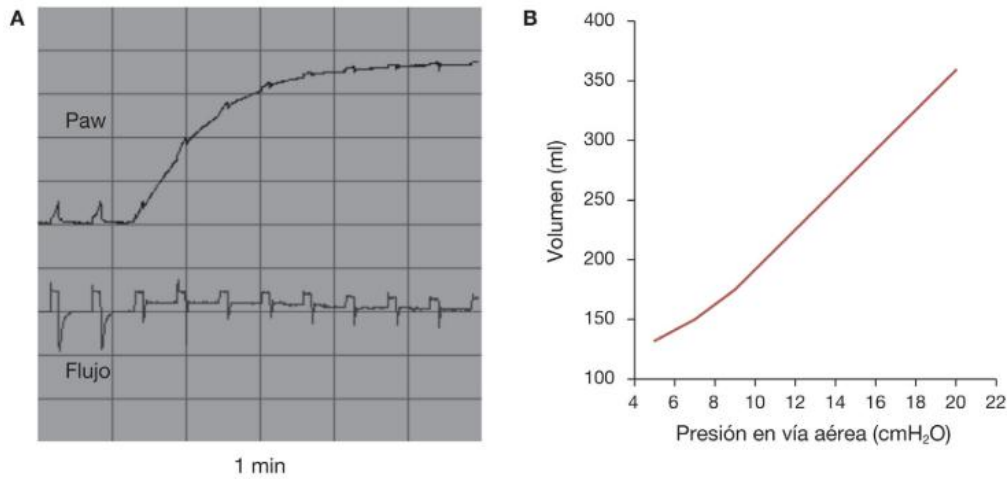 A
Paw
Flujo
1 min
B
400
350
300
250
200
150
100
Volumen (ml)
4 6 8 10 12 14 16 18 20 22
Presión en vía aérea (cmH₂O)